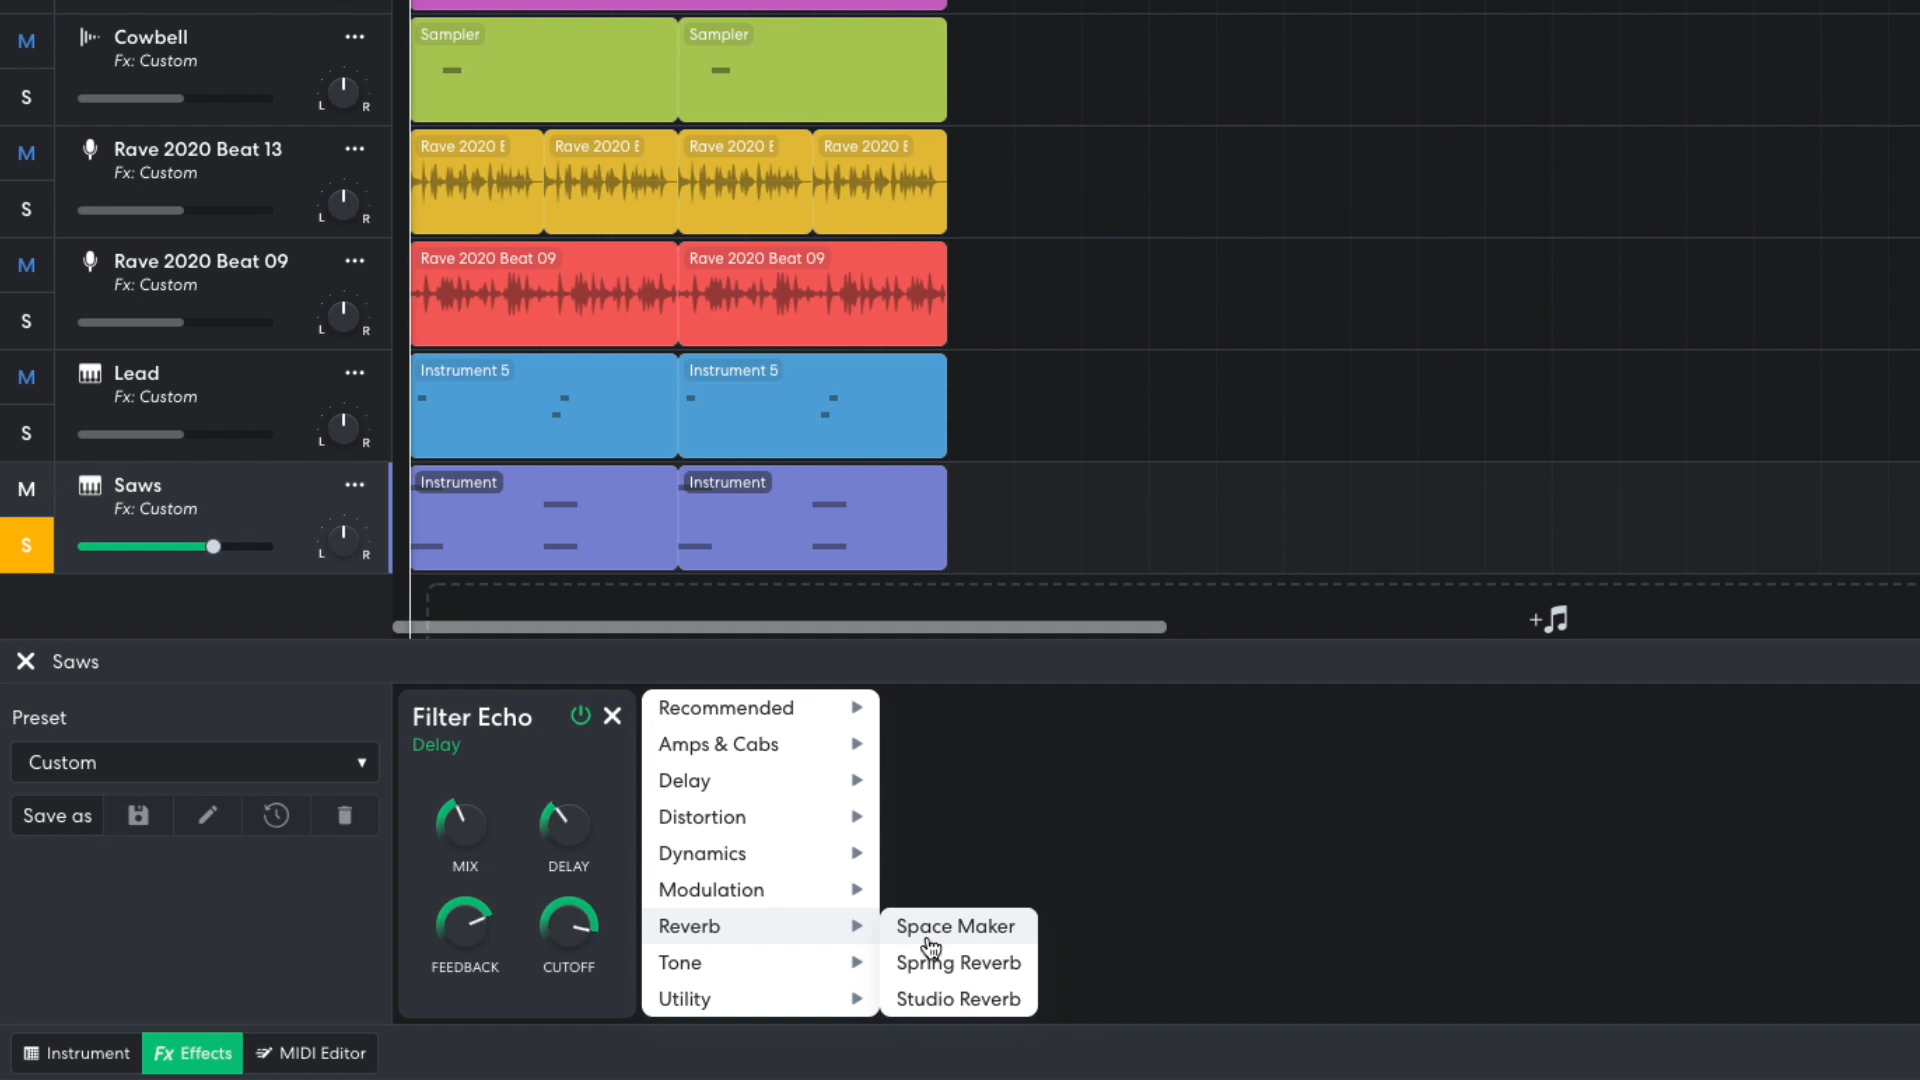 M
Cowbell
Fx: Custom
S
L R
Sampler
Sampler
M
Rave 2020 Beat 13
Fx: Custom
S
L R
Rave 2020 B
Rave 2020 B
Rave 2020 B
Rave 2020 B
M
Rave 2020 Beat 09
Fx: Custom
S
L R
Rave 2020 Beat 09
Rave 2020 Beat 09
M
Lead
Fx: Custom
S
L R
Instrument 5
Instrument 5
M
Saws
Fx: Custom
S
L R
Instrument
Instrument
+
Saws
Preset
Custom
Save as
Filter Echo
Delay
MIX
DELAY
FEEDBACK
CUTOFF
Recommended
Amps & Cabs
Delay
Distortion
Dynamics
Modulation
Reverb
Tone
Utility
Space Maker
Spring Reverb
Studio Reverb
Instrument
Fx Effects
MIDI Editor